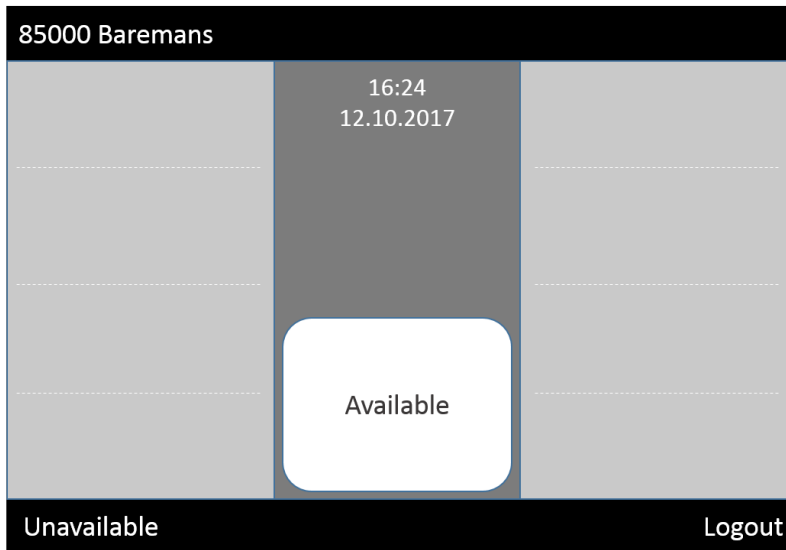 85000 Baremans
16:24
12.10.2017
Available
Unavailable
Logout